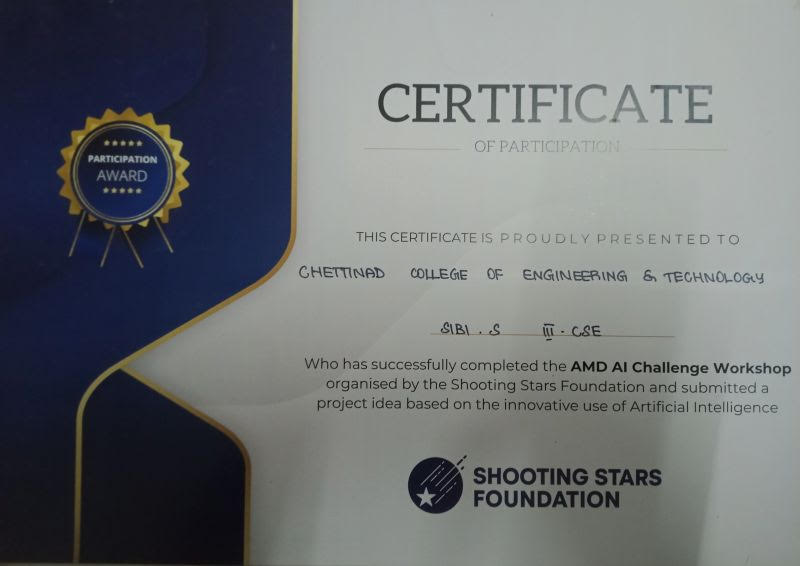 CERTIFICATE
OF PARTICIPATION
PARTICIPATION
AWARD
THIS CERTIFICATE IS PROUDLY PRESENTED TO
CHETTINAD COLLEGE OF ENGINEERING & TECHNOLOGY
SIBI . S III - CSE
Who has successfully completed the AMD AI Challenge Workshop
organised by the Shooting Stars Foundation and submitted a
project idea based on the innovative use of Artificial Intelligence
SHOOTING STARS
FOUNDATION